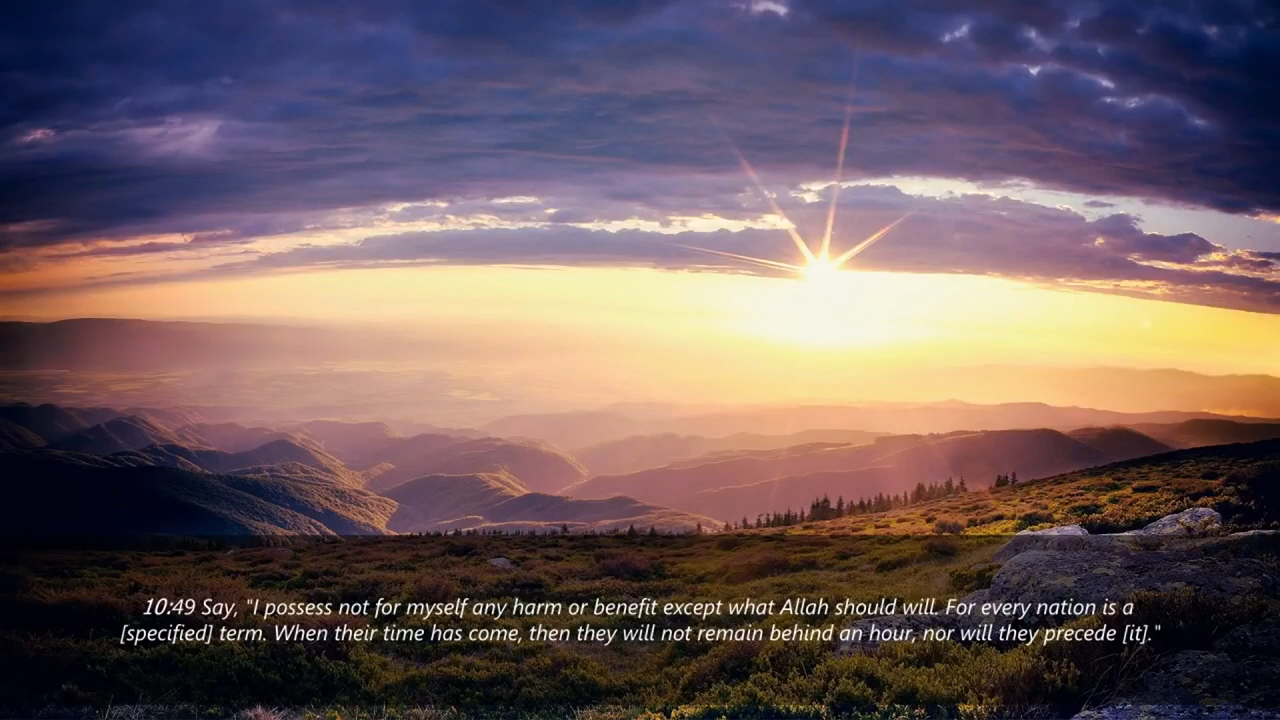 10:49 Say, "I possess not for myself any harm or benefit except what Allah should will. For every nation is a
[specified] term. When their time has come, then they will not remain behind an hour, nor will they precede [it]."